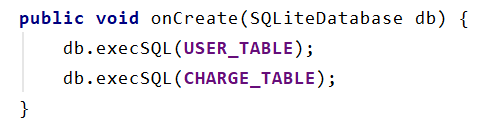 public void onCreate(SQLiteDatabase db) {
    db.execSQL(USER_TABLE);
    db.execSQL(CHARGE_TABLE);
}